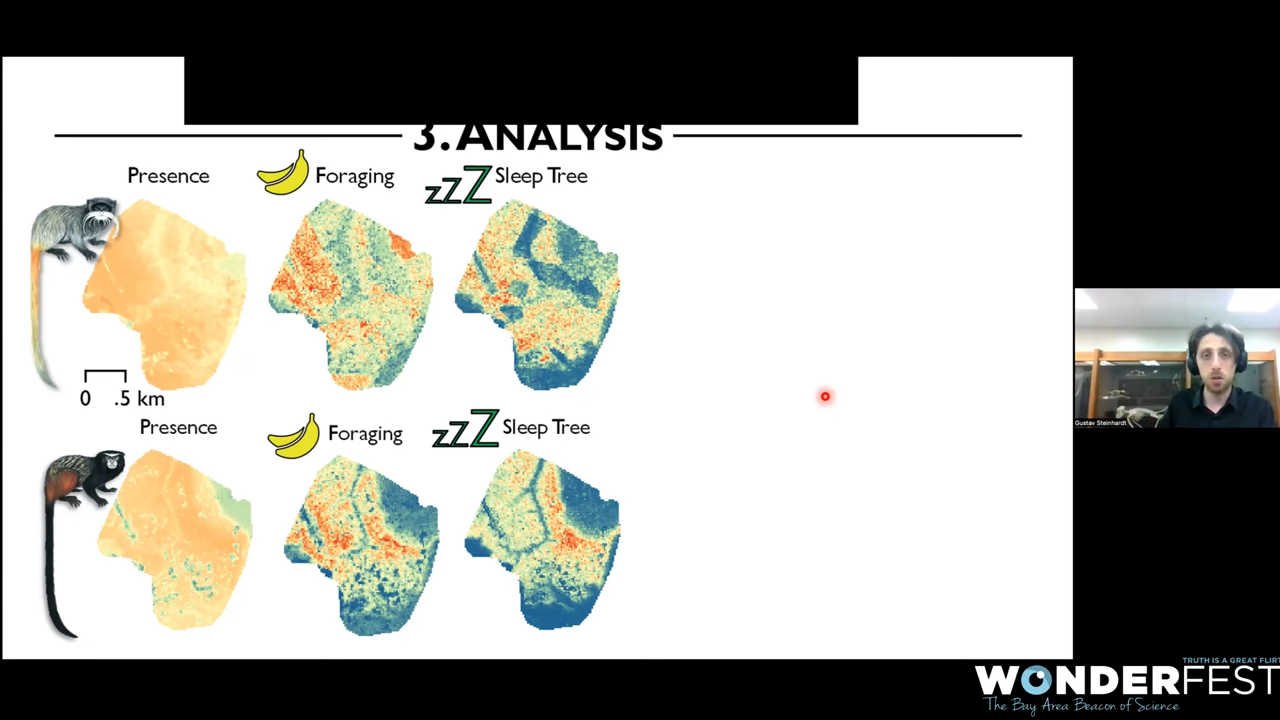 3. ANALYSIS
Presence
Foraging
zzZ Sleep Tree
0 .5 km
Presence
Foraging
zzZ Sleep Tree
Gustav Steinhardt
TRUTH IS A GREAT FLIRT
WONDERFEST
The Bay Area Beacon of Science